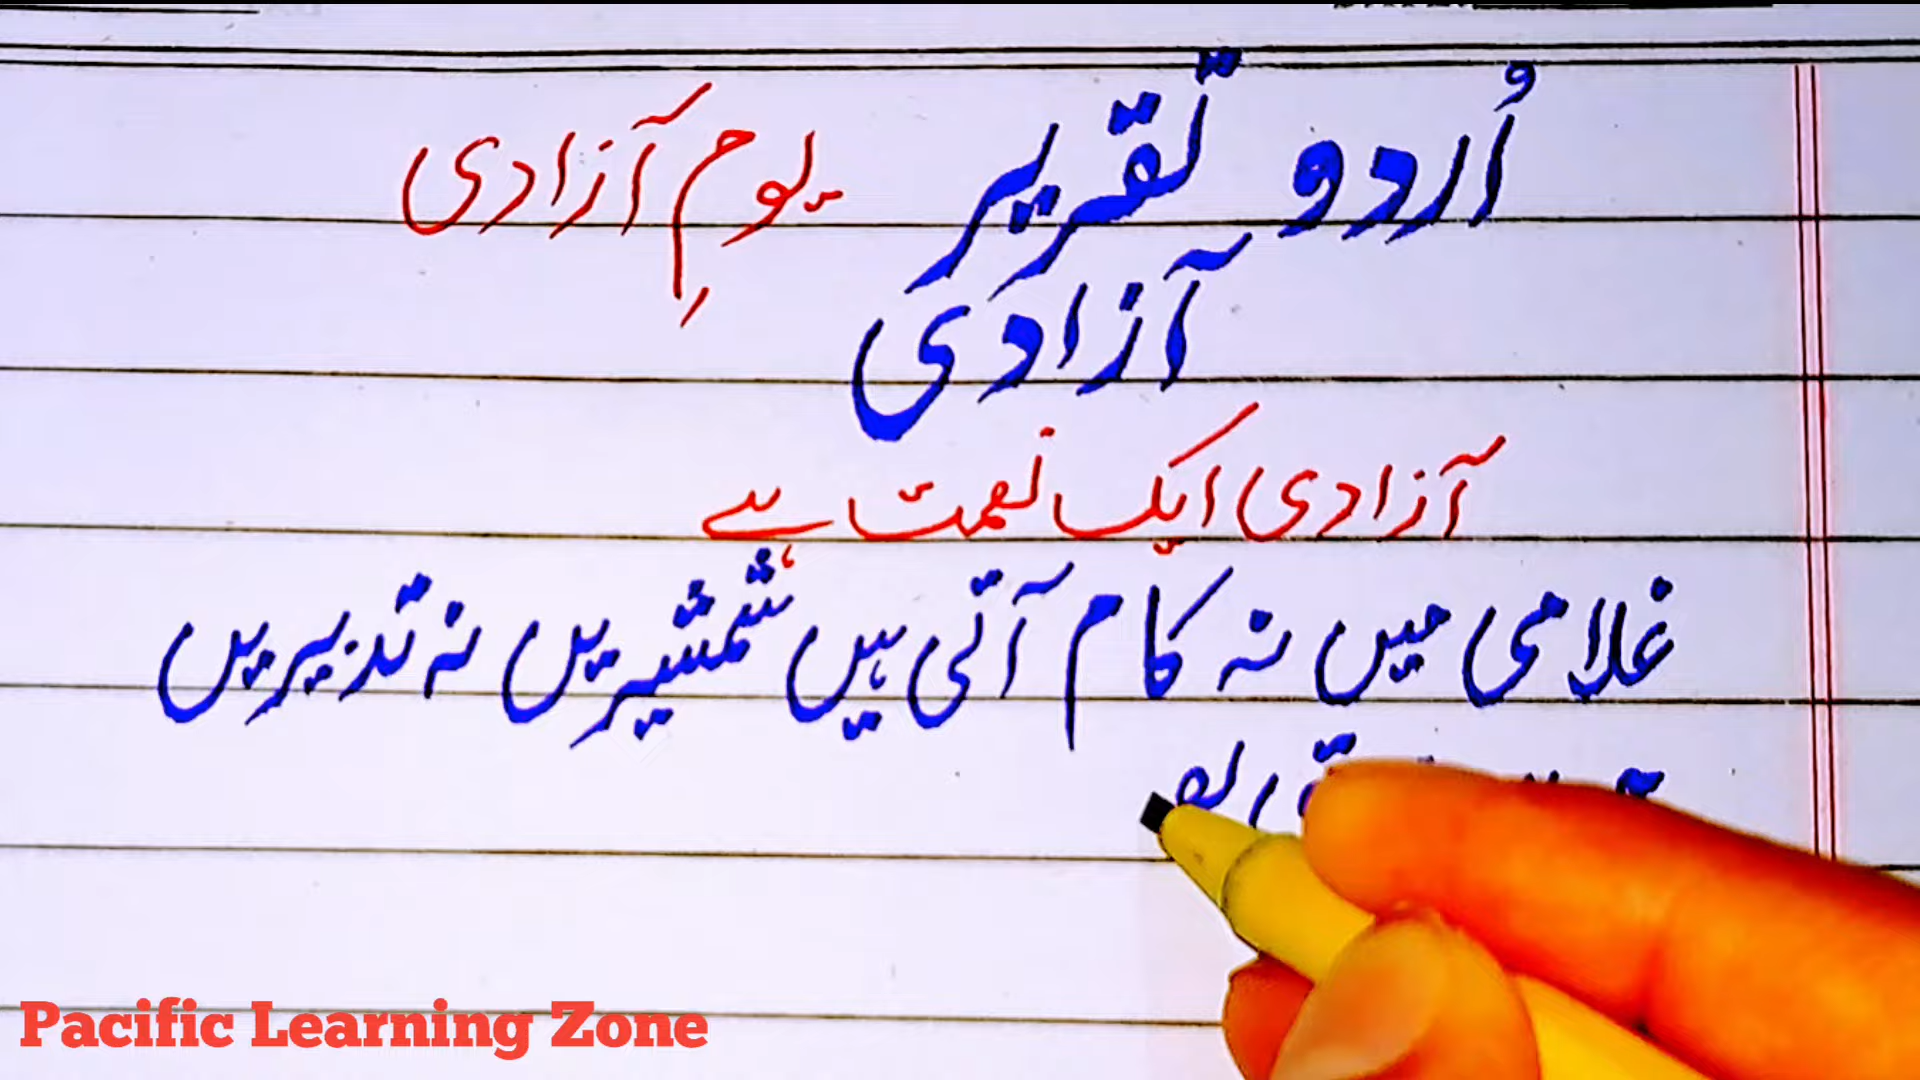 اُردو تقریر یومِ آزادی
آزادی
آزادی ایک نعمت ہے
غلامی میں نہ کام آتی ہیں شمشیریں نہ تدبیریں
Pacific Learning Zone